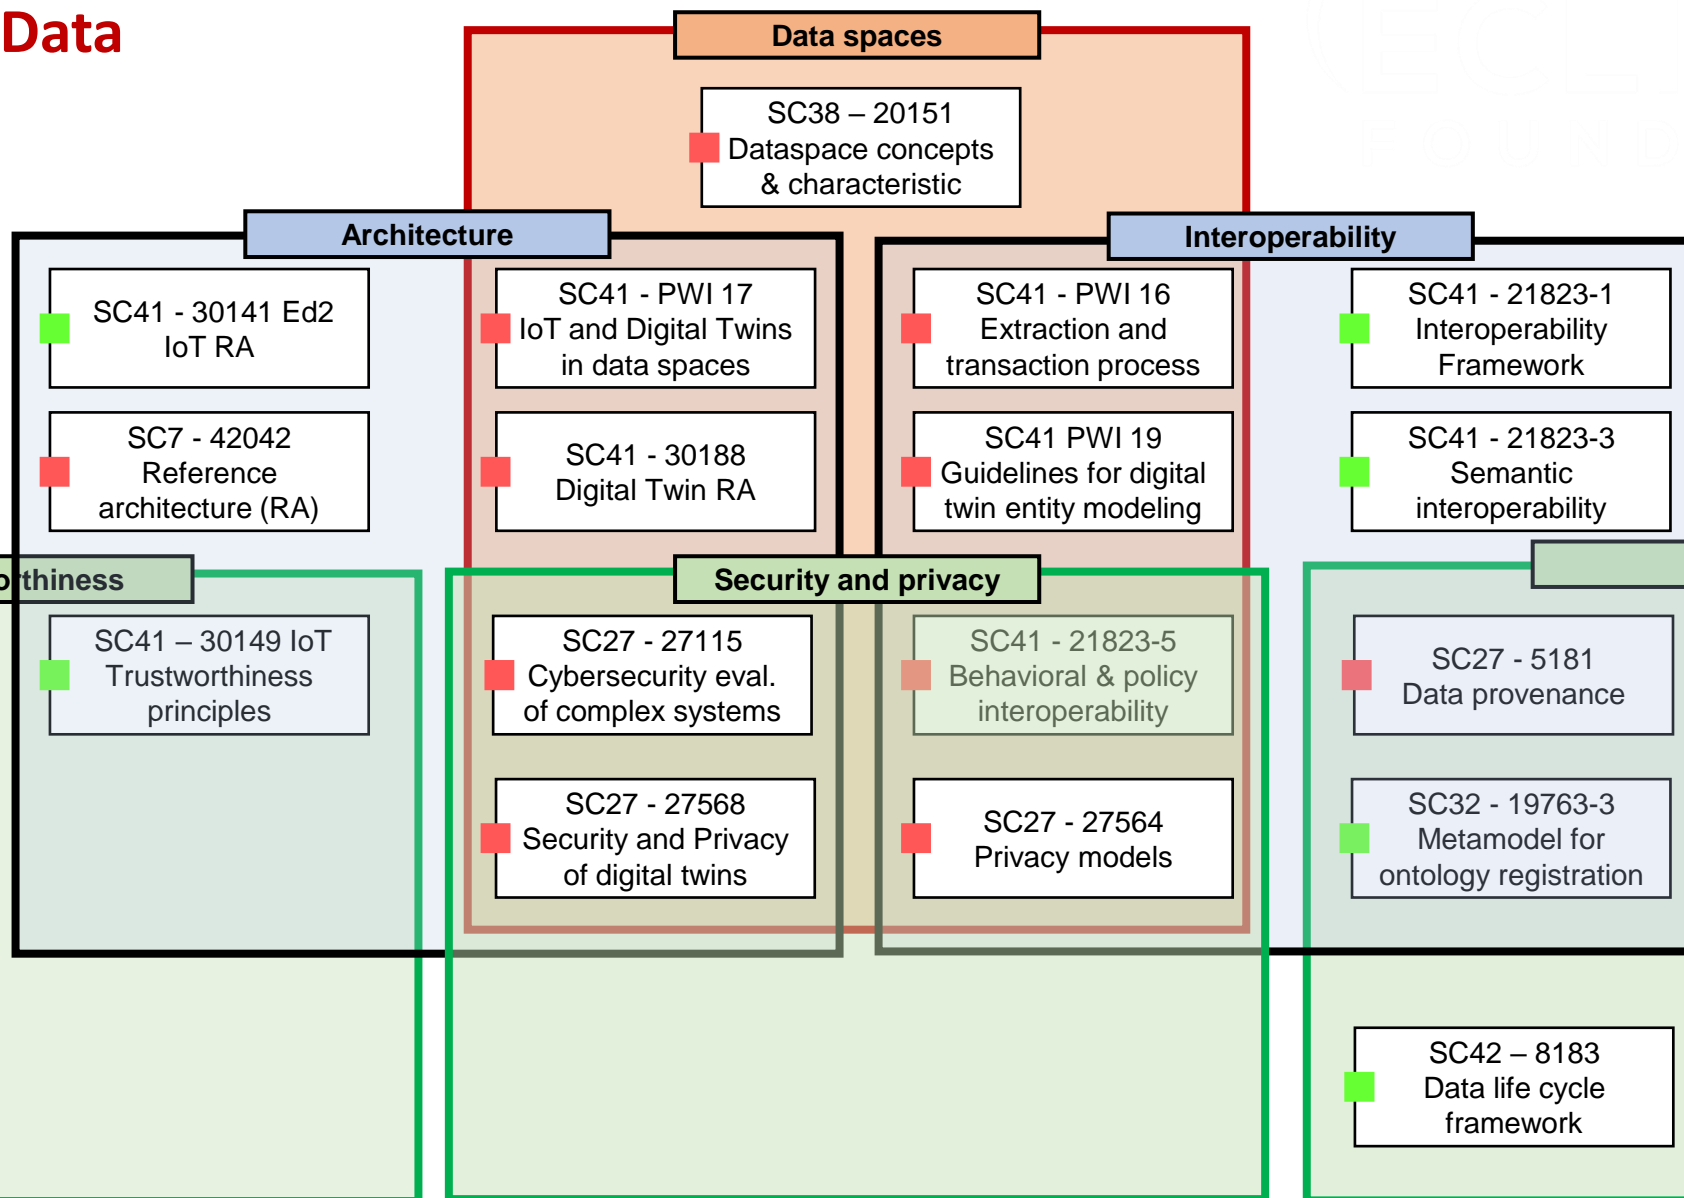 Data
Data spaces
SC38 – 20151
Dataspace concepts
& characteristic
Architecture
Interoperability
SC41 - 30141 Ed2
IoT RA
SC41 - PWI 17
IoT and Digital Twins
in data spaces
SC41 - PWI 16
Extraction and
transaction process
SC41 - 21823-1
Interoperability
Framework
SC7 - 42042
Reference
architecture (RA)
SC41 - 30188
Digital Twin RA
SC41 PWI 19
Guidelines for digital
twin entity modeling
SC41 - 21823-3
Semantic
interoperability
orthiness
Security and privacy
SC41 – 30149 IoT
Trustworthiness
principles
SC27 - 27115
Cybersecurity eval.
of complex systems
SC41 - 21823-5
Behavioral & policy
interoperability
SC27 - 5181
Data provenance
SC27 - 27568
Security and Privacy
of digital twins
SC27 - 27564
Privacy models
SC32 - 19763-3
Metamodel for
ontology registration
SC42 – 8183
Data life cycle
framework